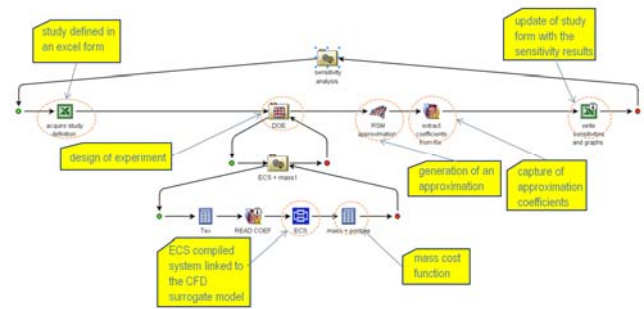 study defined in
an excel form
update of study
form with the
sensitivity results
sensitivity
analysis
acquire study
definition
DOE
RSM
approximation
extract
coefficients
from file
write
and graphs
design of experiment
ECS + mass1
generation of an
approximation
capture of
approximation
coefficients
READ COEF
ECS
mass +
ECS compiled
system linked to
the CFD
surrogate model
mass cost
function